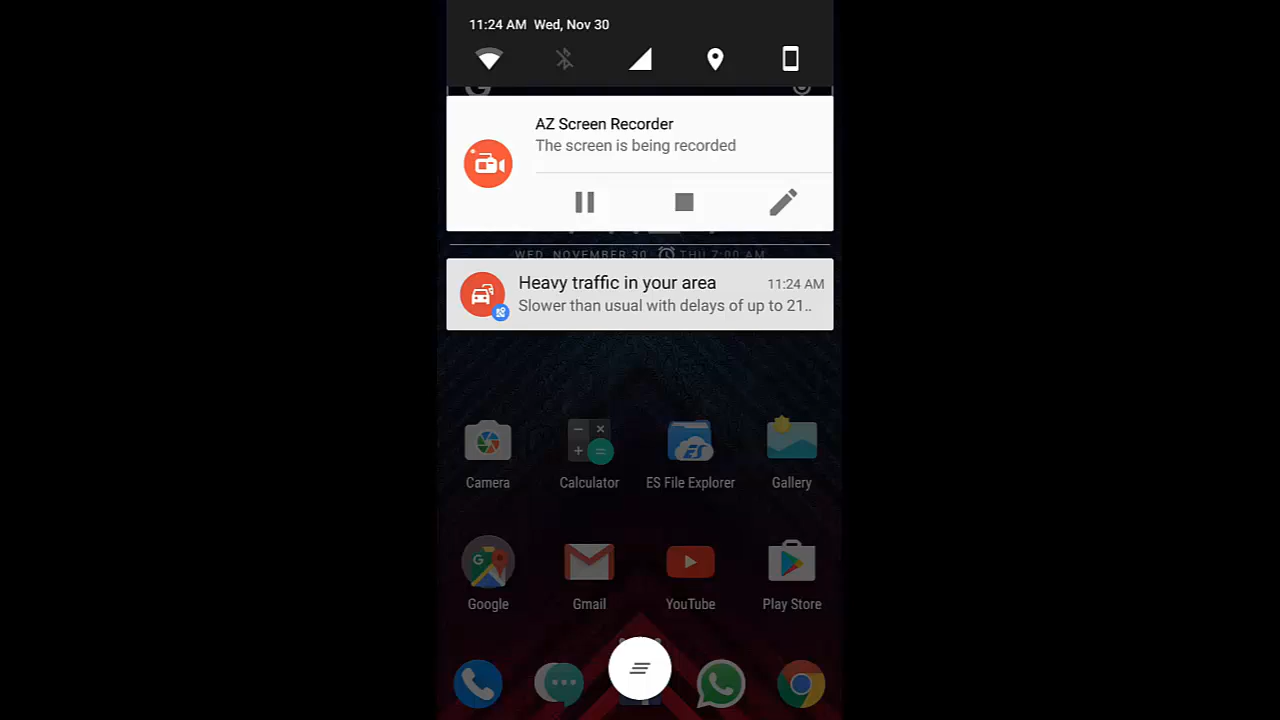 11:24 AM Wed, Nov 30
AZ Screen Recorder
The screen is being recorded
WED, NOVEMBER 30 THU 7:00 AM
Heavy traffic in your area 11:24 AM
Slower than usual with delays of up to 21..
Camera Calculator ES File Explorer Gallery
Google Gmail YouTube Play Store